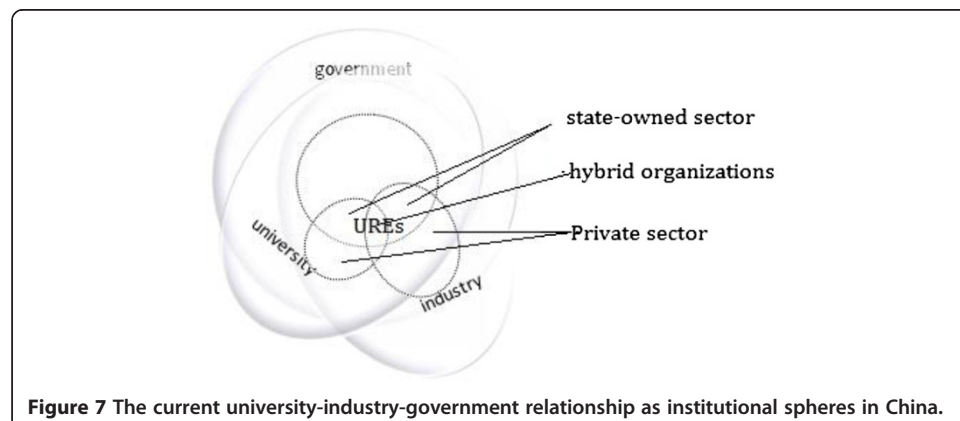 government
state-owned sector
hybrid organizations
UREs
Private sector
university
industry
Figure 7 The current university-industry-government relationship as institutional spheres in China.